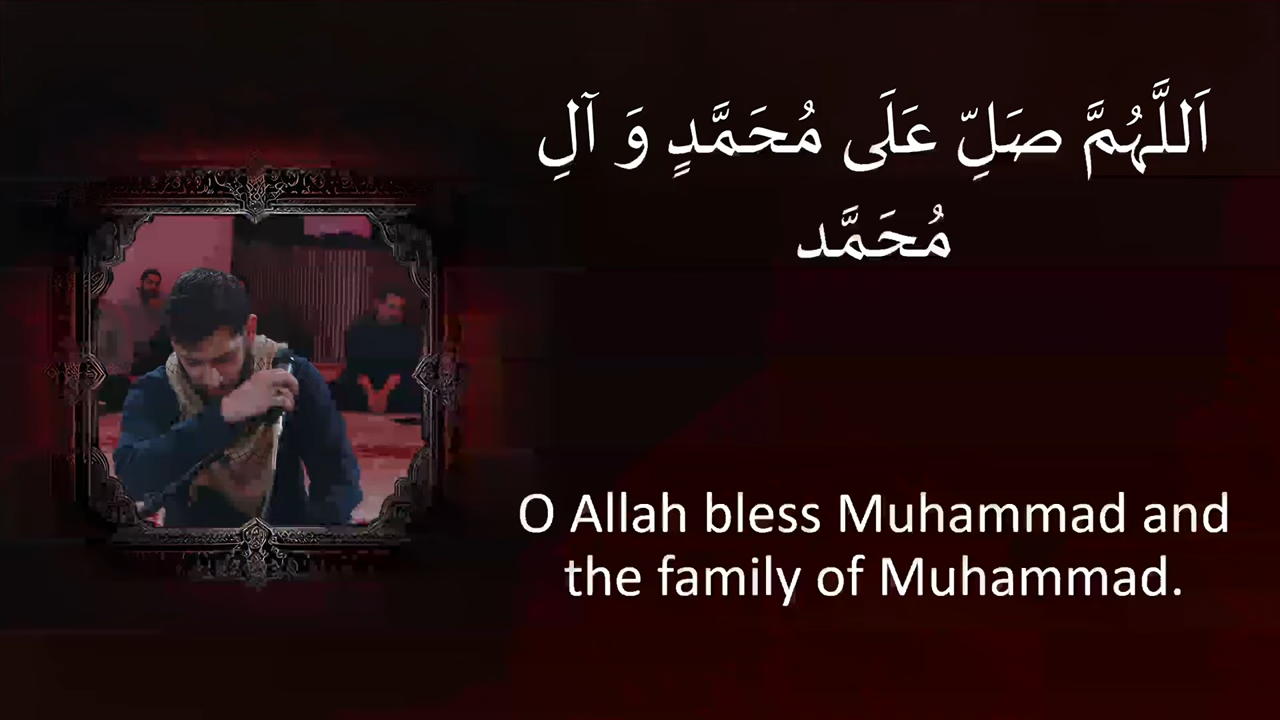 اَللَّهُمَّ صَلِّ عَلَى مُحَمَّدٍ وَ آلِ
مُحَمَّد
O Allah bless Muhammad and
the family of Muhammad.